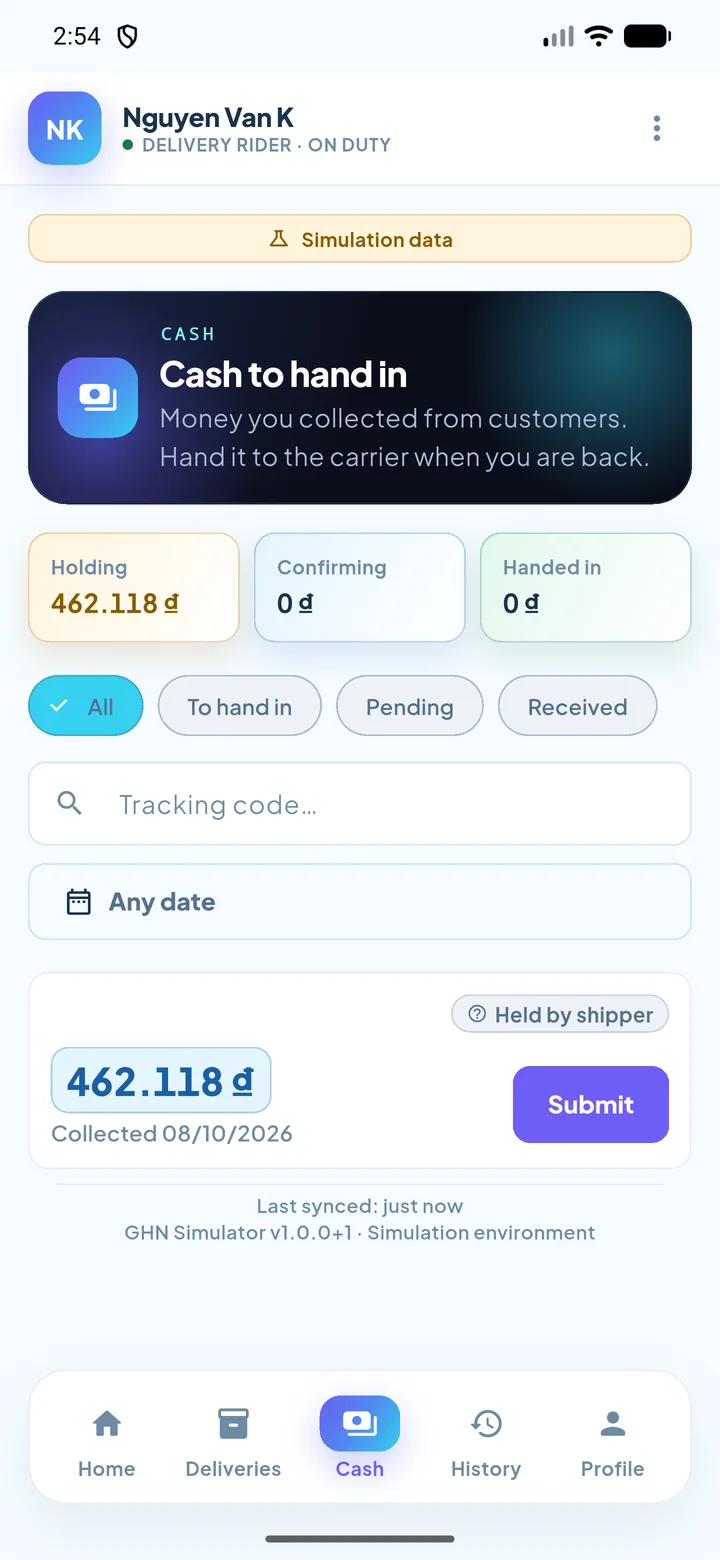 2:54
NK
Nguyen Van K
DELIVERY RIDER · ON DUTY
Simulation data
CASH
Cash to hand in
Money you collected from customers.
Hand it to the carrier when you are back.
Holding
462.118 ₫
Confirming
0 ₫
Handed in
0 ₫
All
To hand in
Pending
Received
Tracking code...
Any date
Held by shipper
462.118 ₫
Submit
Collected 08/10/2026
Last synced: just now
GHN Simulator v1.0.0+1 · Simulation environment
Home
Deliveries
Cash
History
Profile